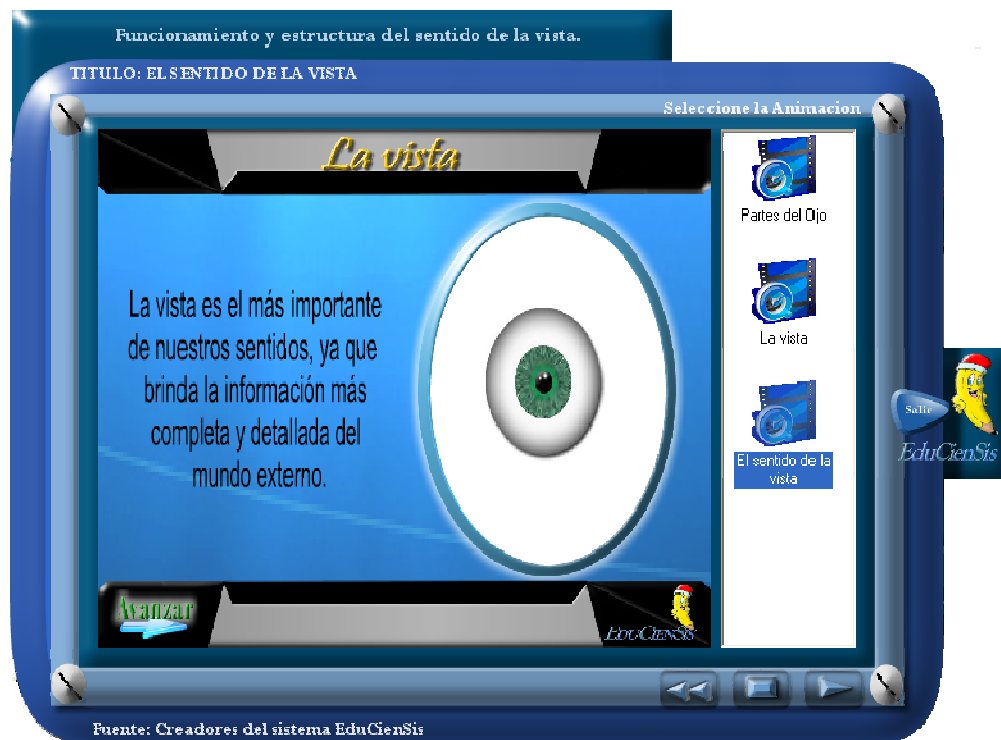 Funcionamiento y estructura del sentido de la vista.
TITULO: EL SENTIDO DE LA VISTA
Seleccione la Animacion
La vista
La vista es el más importante
de nuestros sentidos, ya que
brinda la información más
completa y detallada del
mundo externo.
Partes del Ojo
La vista
El sentido de la
vista
Salir
EduCienSis
Avanzar
EDUCIENSIS
Fuente: Creadores del sistema EduCienSis